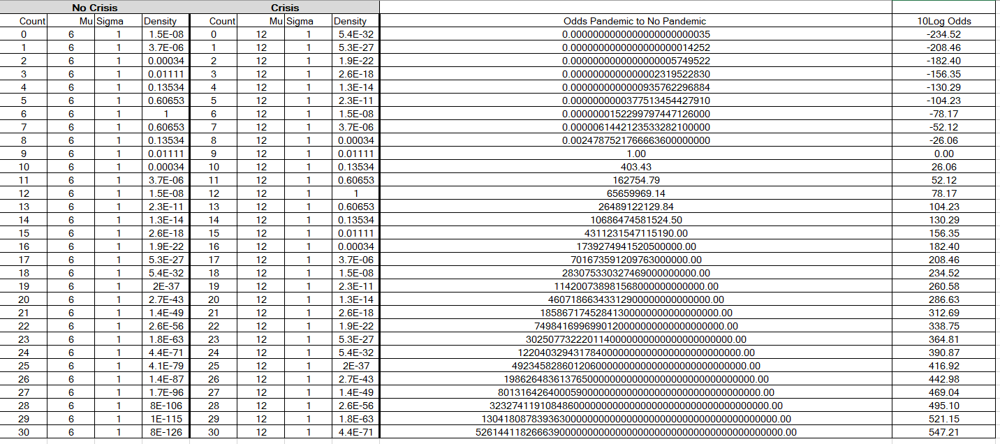 No Crisis Crisis
Count Mu Sigma Density Count Mu Sigma Density Odds Pandemic to No Pandemic 10Log Odds
0 6 1 1.5E-08 0 12 1 5.4E-32 0.0000000000000000000000035 -234.52
1 6 1 3.7E-06 1 12 1 5.3E-27 0.0000000000000000000014252 -208.46
2 6 1 0.00034 2 12 1 1.9E-22 0.0000000000000000005749522 -182.40
3 6 1 0.01111 3 12 1 2.6E-18 0.0000000000000002319522830 -156.35
4 6 1 0.13534 4 12 1 1.3E-14 0.0000000000000935762296884 -130.29
5 6 1 0.60653 5 12 1 2.3E-11 0.0000000000377513454427910 -104.23
6 6 1 1 6 12 1 1.5E-08 0.0000000152299797447126000 -78.17
7 6 1 0.60653 7 12 1 3.7E-06 0.0000061442123533282100000 -52.12
8 6 1 0.13534 8 12 1 0.00034 0.0024787521766663600000000 -26.06
9 6 1 0.01111 9 12 1 0.01111 1.00 0.00
10 6 1 0.00034 10 12 1 0.13534 403.43 26.06
11 6 1 3.7E-06 11 12 1 0.60653 162754.79 52.12
12 6 1 1.5E-08 12 12 1 1 65659969.14 78.17
13 6 1 2.3E-11 13 12 1 0.60653 26489122129.84 104.23
14 6 1 1.3E-14 14 12 1 0.13534 10686474581524.50 130.29
15 6 1 2.6E-18 15 12 1 0.01111 4311231547115190.00 156.35
16 6 1 1.9E-22 16 12 1 0.00034 1739274941520500000.00 182.40
17 6 1 5.3E-27 17 12 1 3.7E-06 701673591209763000000.00 208.46
18 6 1 5.4E-32 18 12 1 1.5E-08 283075330327469000000000.00 234.52
19 6 1 2E-37 19 12 1 2.3E-11 114200738981568000000000000.00 260.58
20 6 1 2.7E-43 20 12 1 1.3E-14 46071866343312900000000000000.00 286.63
21 6 1 1.4E-49 21 12 1 2.6E-18 18586717452841300000000000000000.00 312.69
22 6 1 2.6E-56 22 12 1 1.9E-22 7498416996990120000000000000000000.00 338.75
23 6 1 1.8E-63 23 12 1 5.3E-27 3025077322201140000000000000000000000.00 364.81
24 6 1 4.4E-71 24 12 1 5.4E-32 1220403294317840000000000000000000000000.00 390.87
25 6 1 4.1E-79 25 12 1 2E-37 492345828601206000000000000000000000000000.00 416.92
26 6 1 1.4E-87 26 12 1 2.7E-43 198626483613765000000000000000000000000000000.00 442.98
27 6 1 1.7E-96 27 12 1 1.4E-49 80131642640005900000000000000000000000000000000.00 469.04
28 6 1 8E-106 28 12 1 2.6E-56 32327411910848600000000000000000000000000000000000.00 495.10
29 6 1 1E-115 29 12 1 1.8E-63 13041808783936300000000000000000000000000000000000000.00 521.15
30 6 1 8E-126 30 12 1 4.4E-71 5261441182666390000000000000000000000000000000000000000.00 547.21